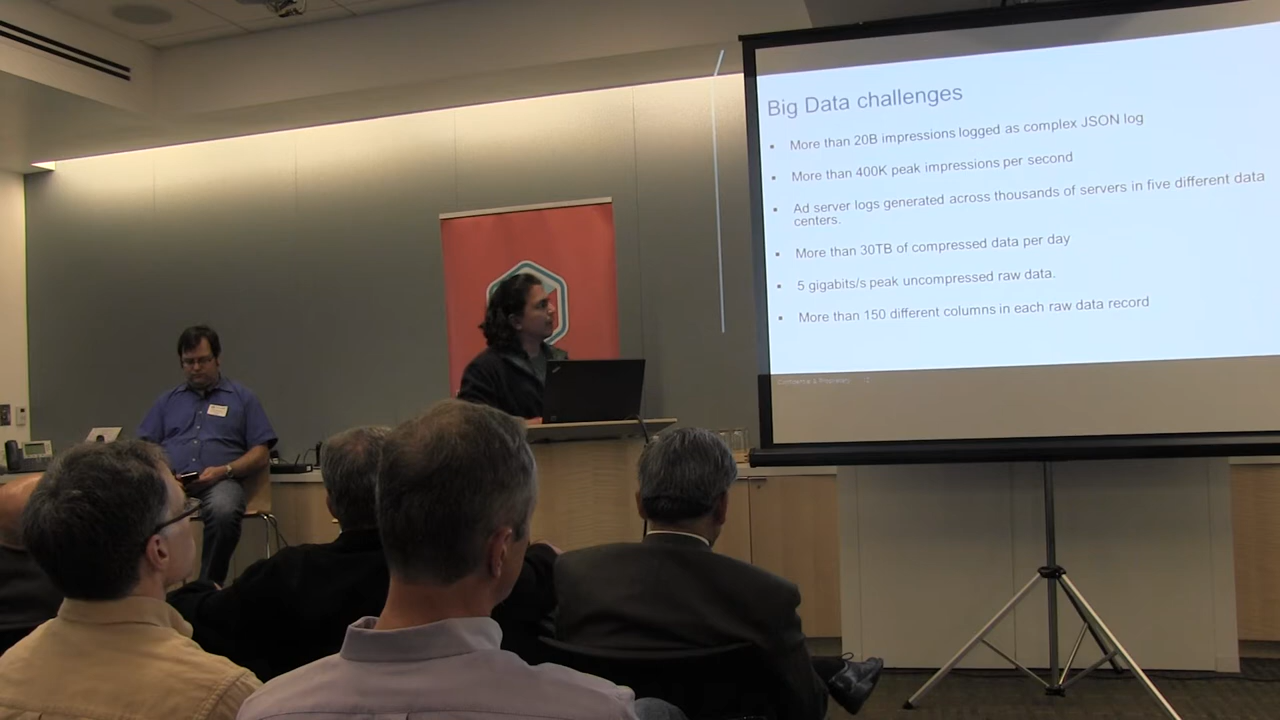 Big Data challenges
▪ More than 20B impressions logged as complex JSON log
▪ More than 400K peak impressions per second
▪ Ad server logs generated across thousands of servers in five different data
centers.
▪ More than 30TB of compressed data per day
▪ 5 gigabits/s peak uncompressed raw data.
▪ More than 150 different columns in each raw data record
Confidential & Proprietary